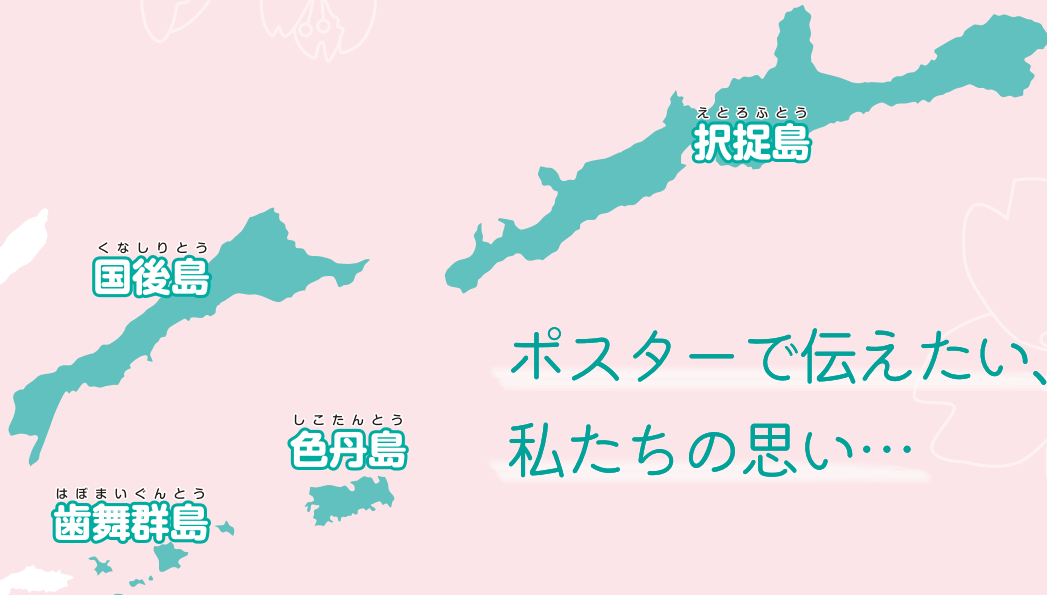 えとろふとう
択捉島
くなしりとう
国後島
ポスターで伝えたい、
私たちの思い…
しこたんとう
色丹島
はぼまいぐんとう
歯舞群島